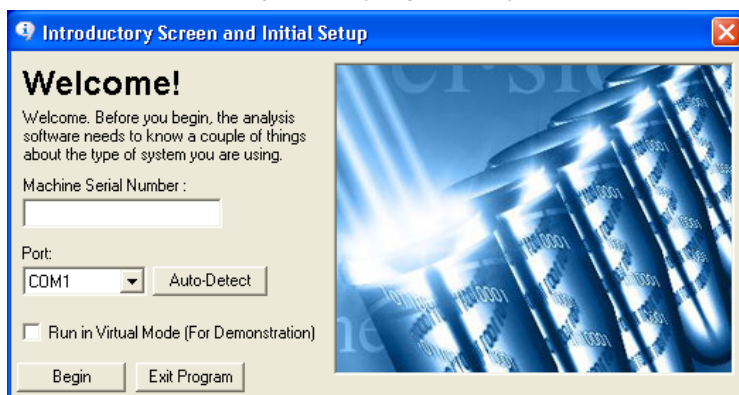 Introductory Screen and Initial Setup
Welcome!
Welcome. Before you begin, the analysis
software needs to know a couple of things
about the type of system you are using.
Machine Serial Number :
Port:
COM1
Auto-Detect
Run in Virtual Mode (For Demonstration)
Begin
Exit Program